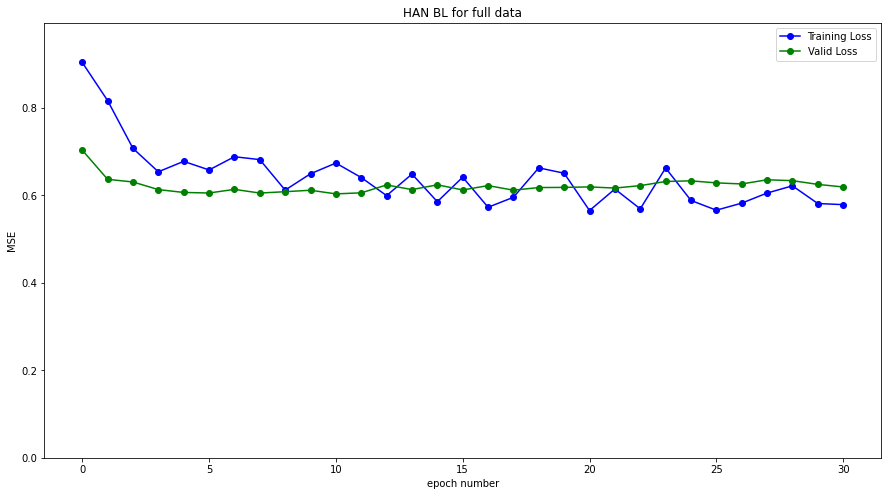 HAN BL for full data
Training Loss
Valid Loss
MSE
0.8
0.6
0.4
0.2
0.0
0 5 10 15 20 25 30
epoch number